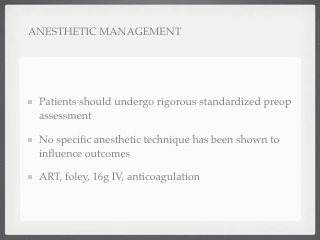 ANESTHETIC MANAGEMENT
Patients should undergo rigorous standardized preop
assessment
No specific anesthetic technique has been shown to
influence outcomes
ART, foley, 16g IV, anticoagulation